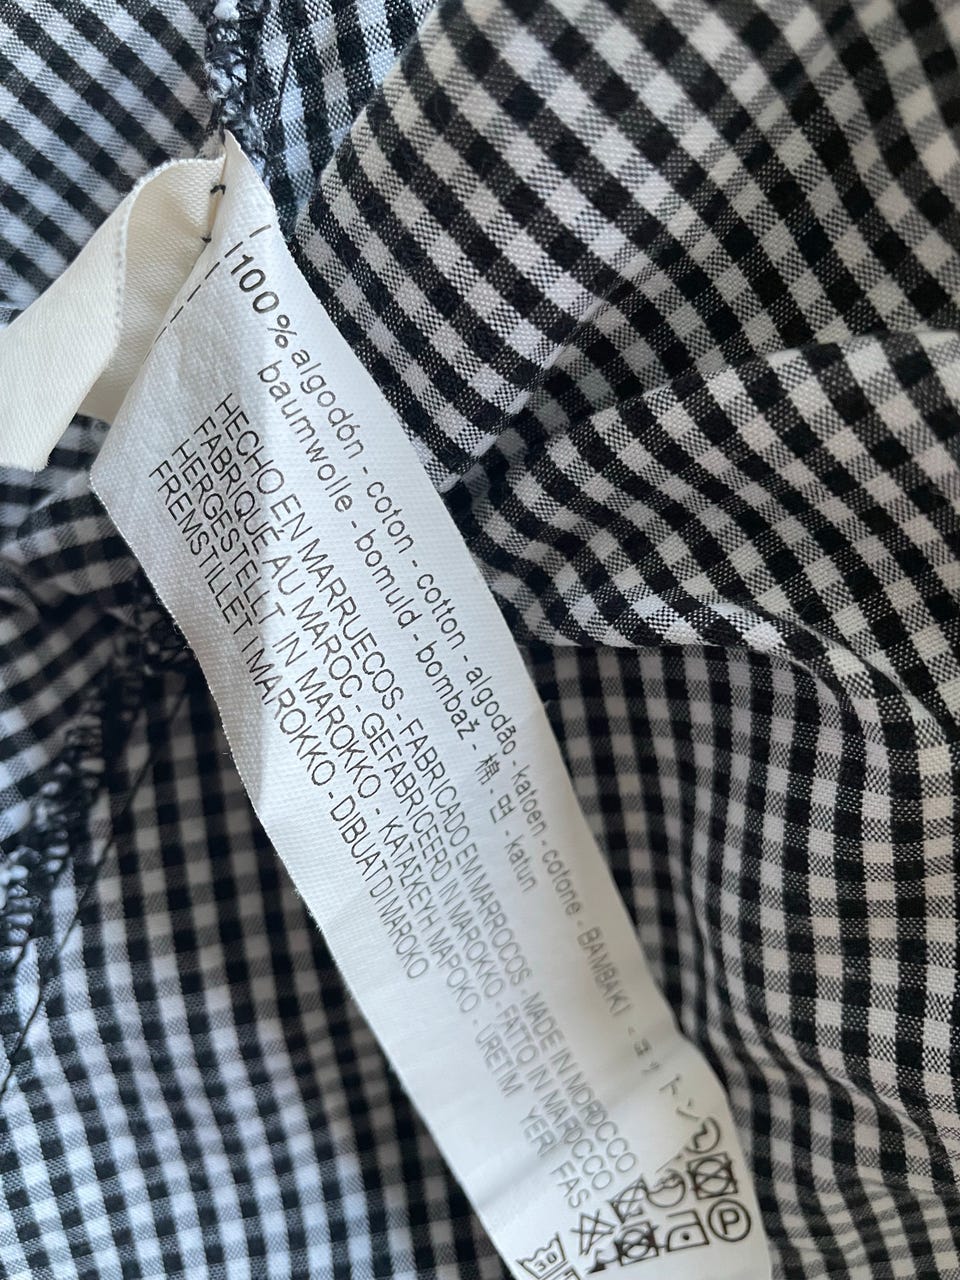 100% algodón - coton - cotton - algodão - katoen - cotone - BAMBAKI
baumwolle - bomuld - bombaž - 棉 - 면 - katun
HECHO EN MARRUECOS - FABRICADO EM MARROCOS - MADE IN MOROCCO
FABRIQUÉ AU MAROC - GEFABRICEERD IN MAROKKO - FATTO IN MAROCCO
HERGESTELLT IN MAROKKO - ΚΑΤΑΣΚΕΥΗ ΜΑΡΟΚΟ - ÜRETIM YERI FAS
FREMSTILLET I MAROKKO - DIBUAT DI MAROKO
P